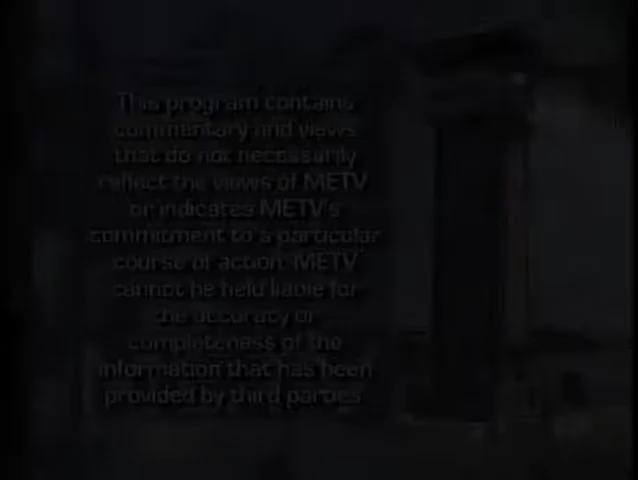 This program contains
commentary and views
that do not necessarily
reflect the views of METV
or indicates METV's
commitment to a particular
course of action. METV
cannot be held liable for
the accuracy or
completeness of the
information that has been
provided by third parties.